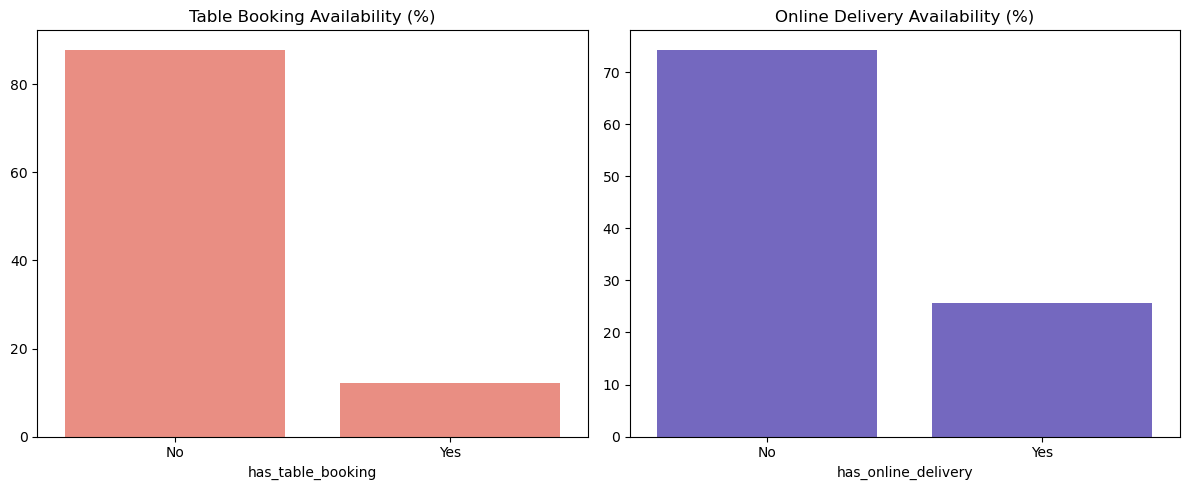 Table Booking Availability (%)
80
60
40
20
0
No
Yes
has_table_booking
Online Delivery Availability (%)
70
60
50
40
30
20
10
0
No
Yes
has_online_delivery